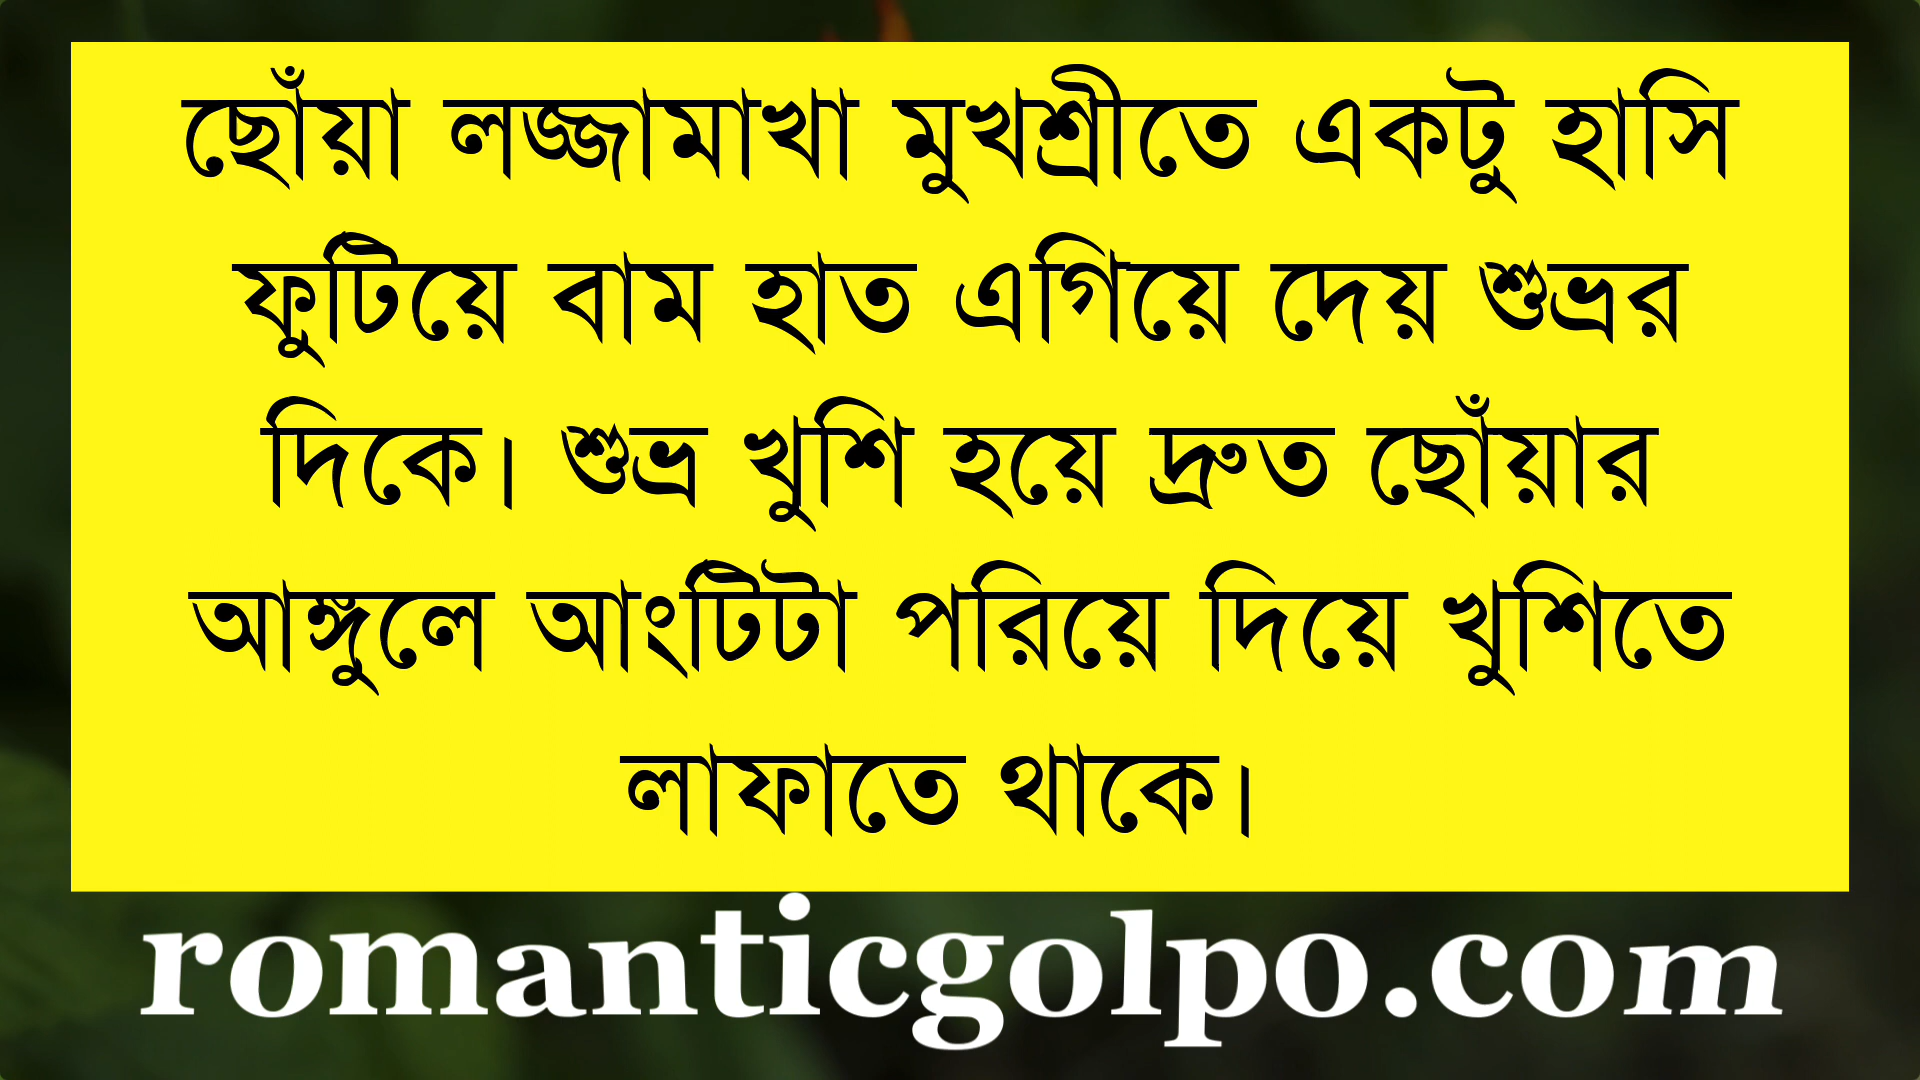 ছোঁয়া লজ্জামাখা মুখশ্রীতে একটু হাসি
ফুটিয়ে বাম হাত এগিয়ে দেয় শুভ্রর
দিকে। শুভ্র খুশি হয়ে দ্রুত ছোঁয়ার
আঙ্গুলে আংটিটা পরিয়ে দিয়ে খুশিতে
লাফাতে থাকে।
romanticgolpo.com